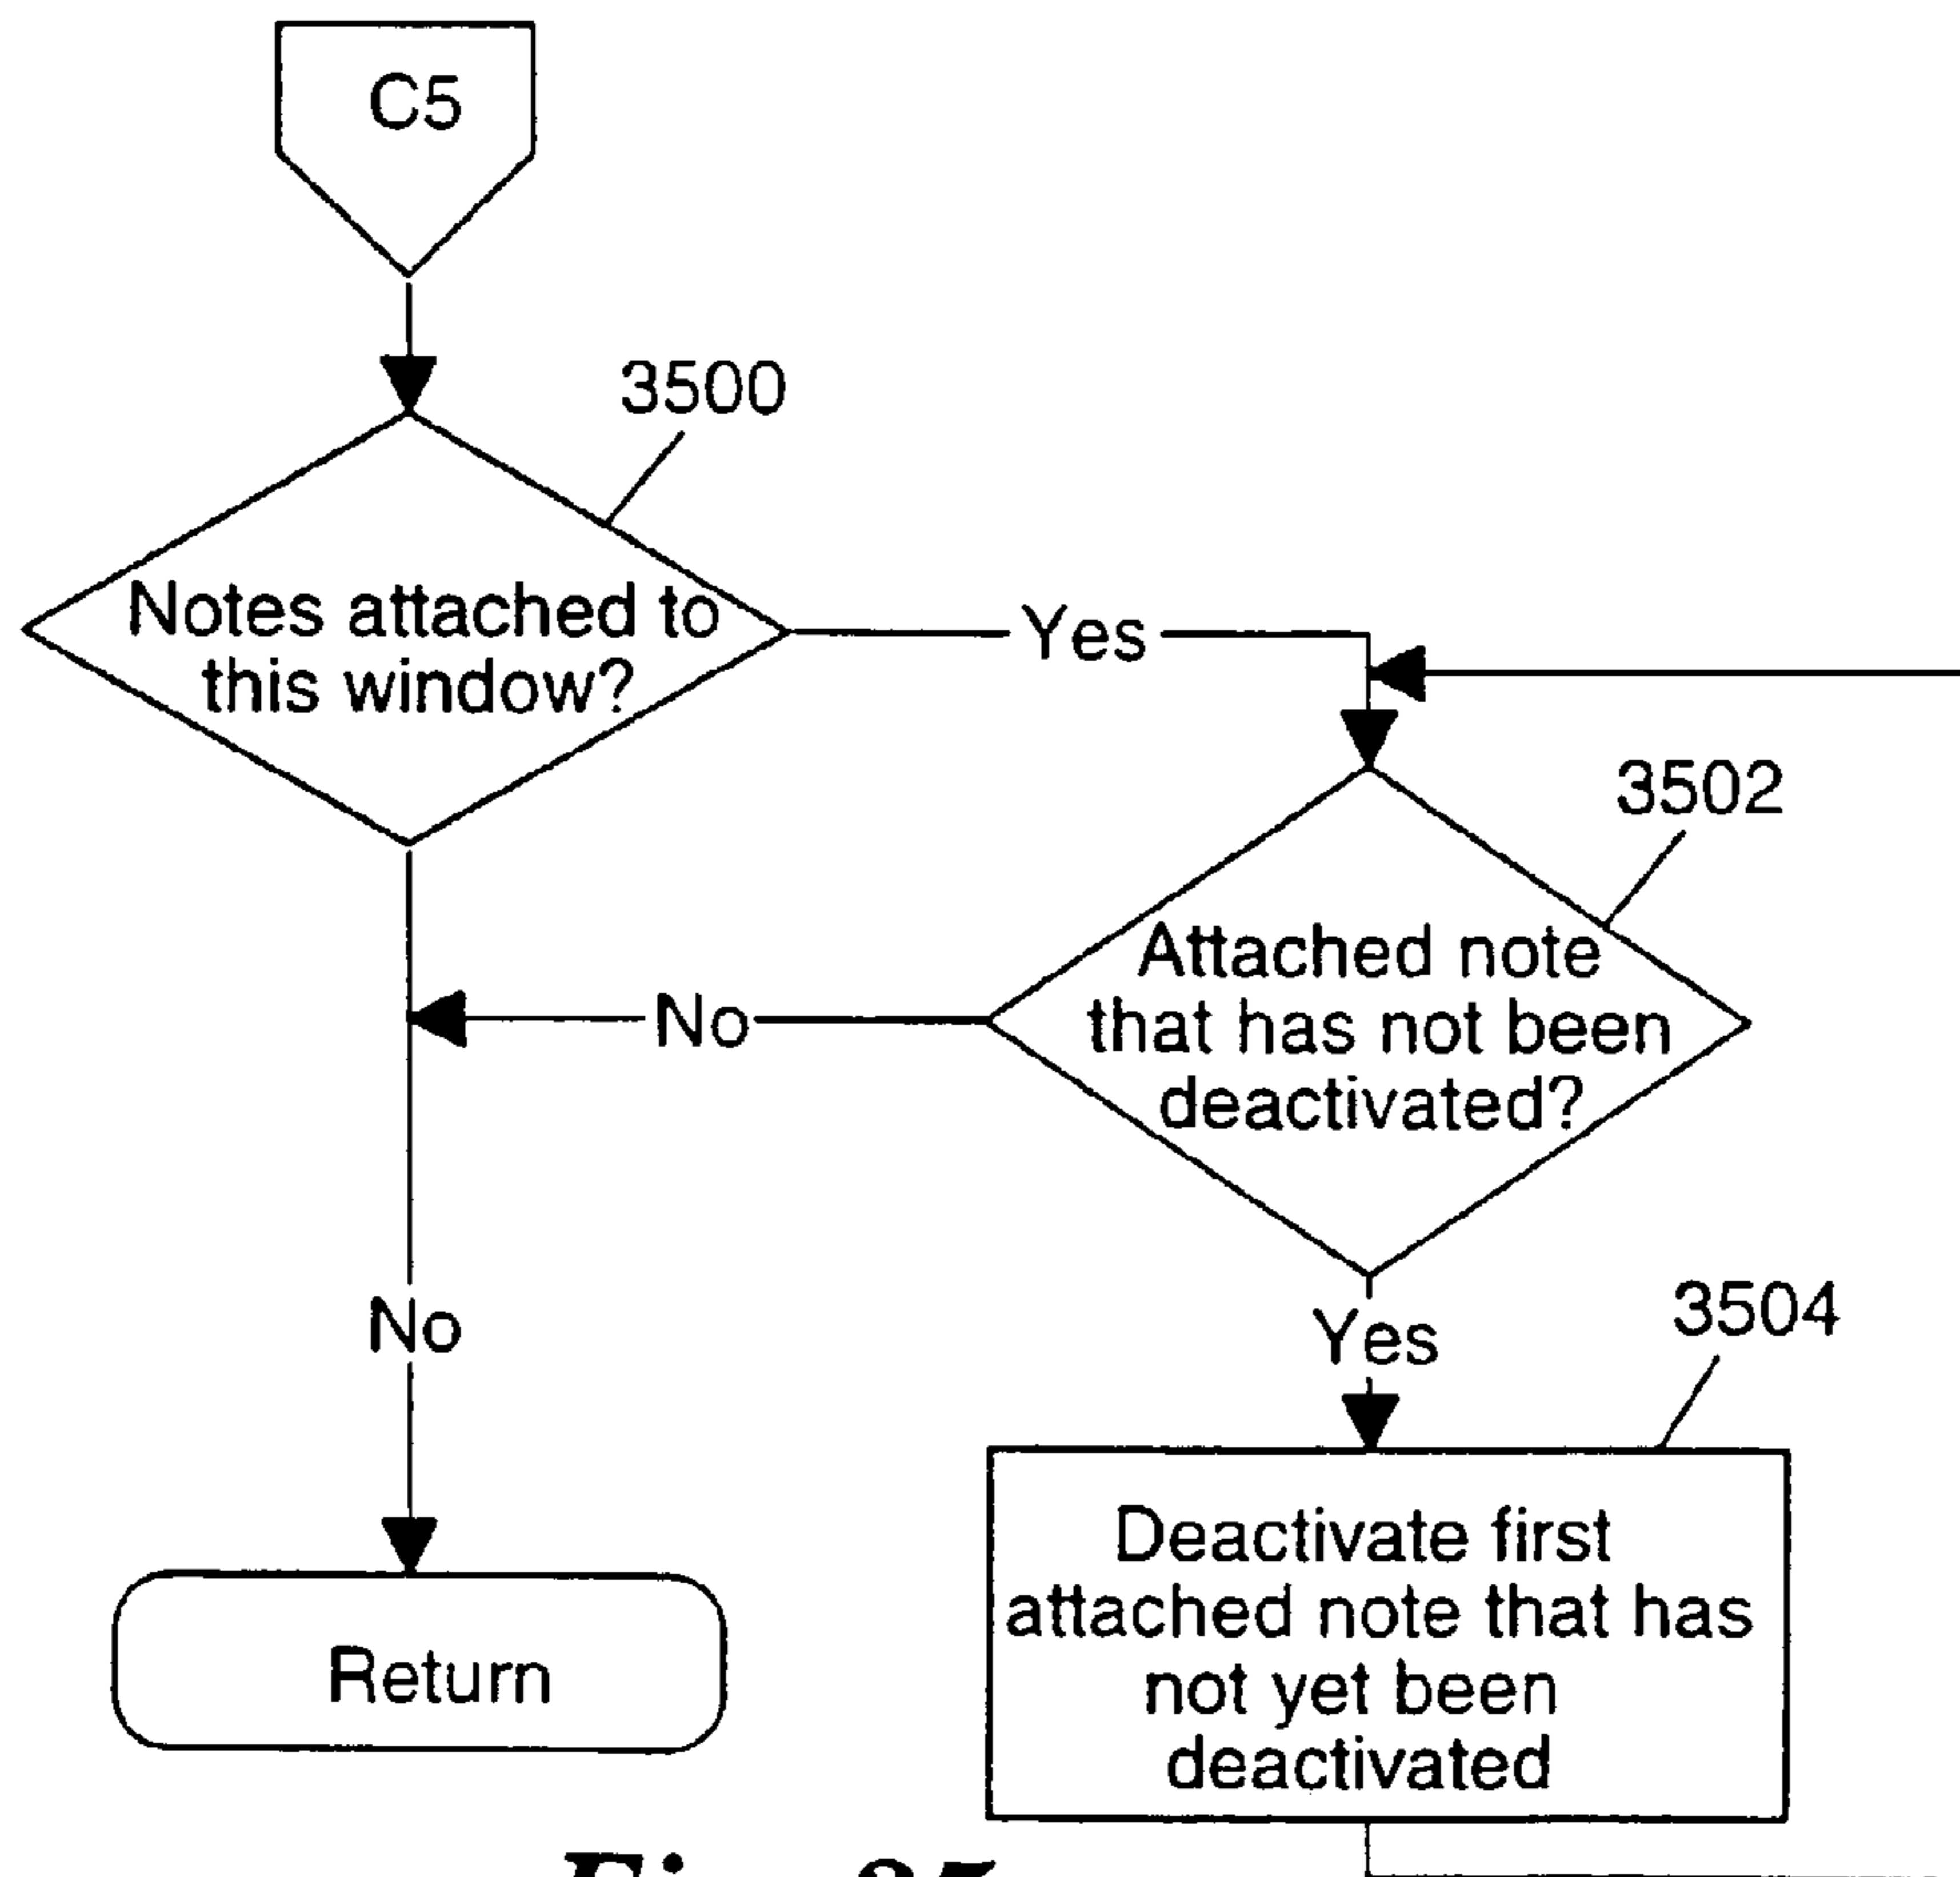 C5
3500
Notes attached to
this window?
Yes
3502
Attached note
that has not been
deactivated?
No
No
Yes
3504
Deactivate first
attached note that has
not yet been
deactivated
Return